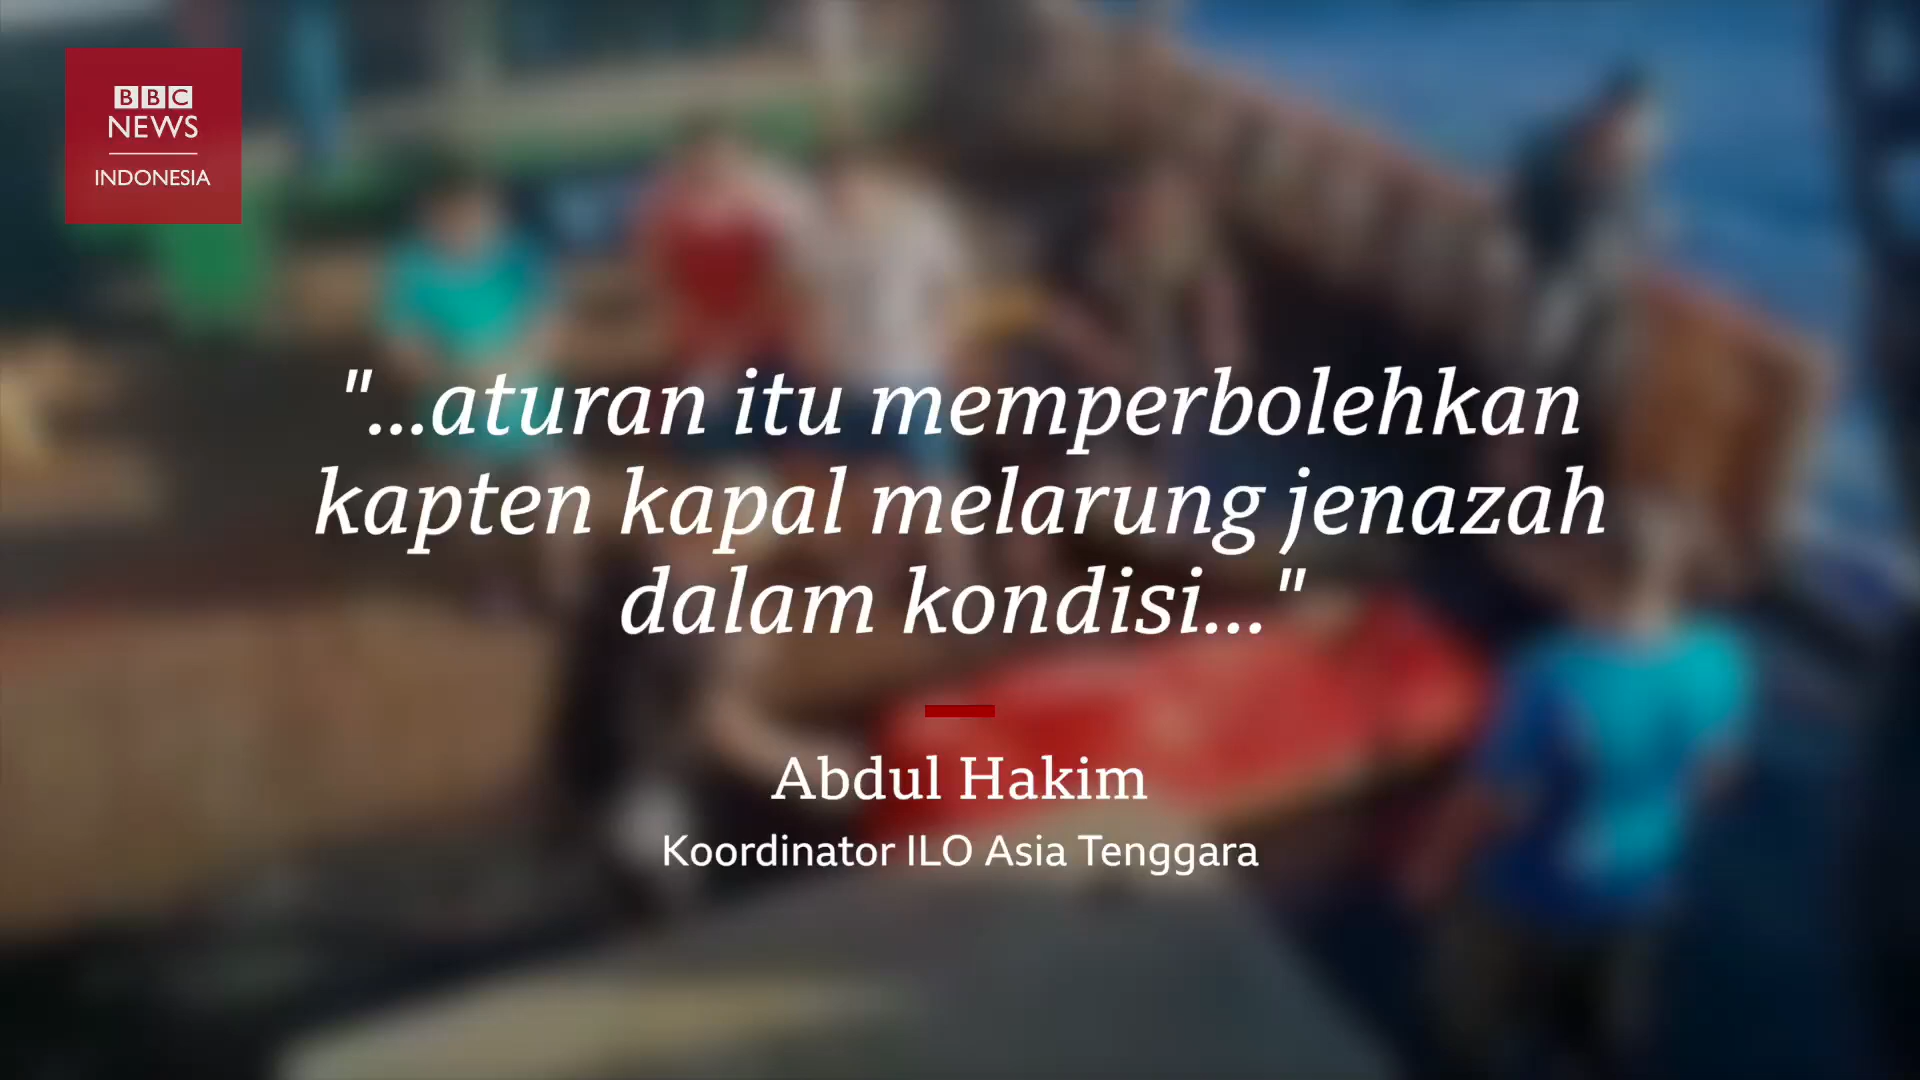 BBC
NEWS
INDONESIA
"...aturan itu memperbolehkan
kapten kapal melarung jenazah
dalam kondisi..."
Abdul Hakim
Koordinator ILO Asia Tenggara